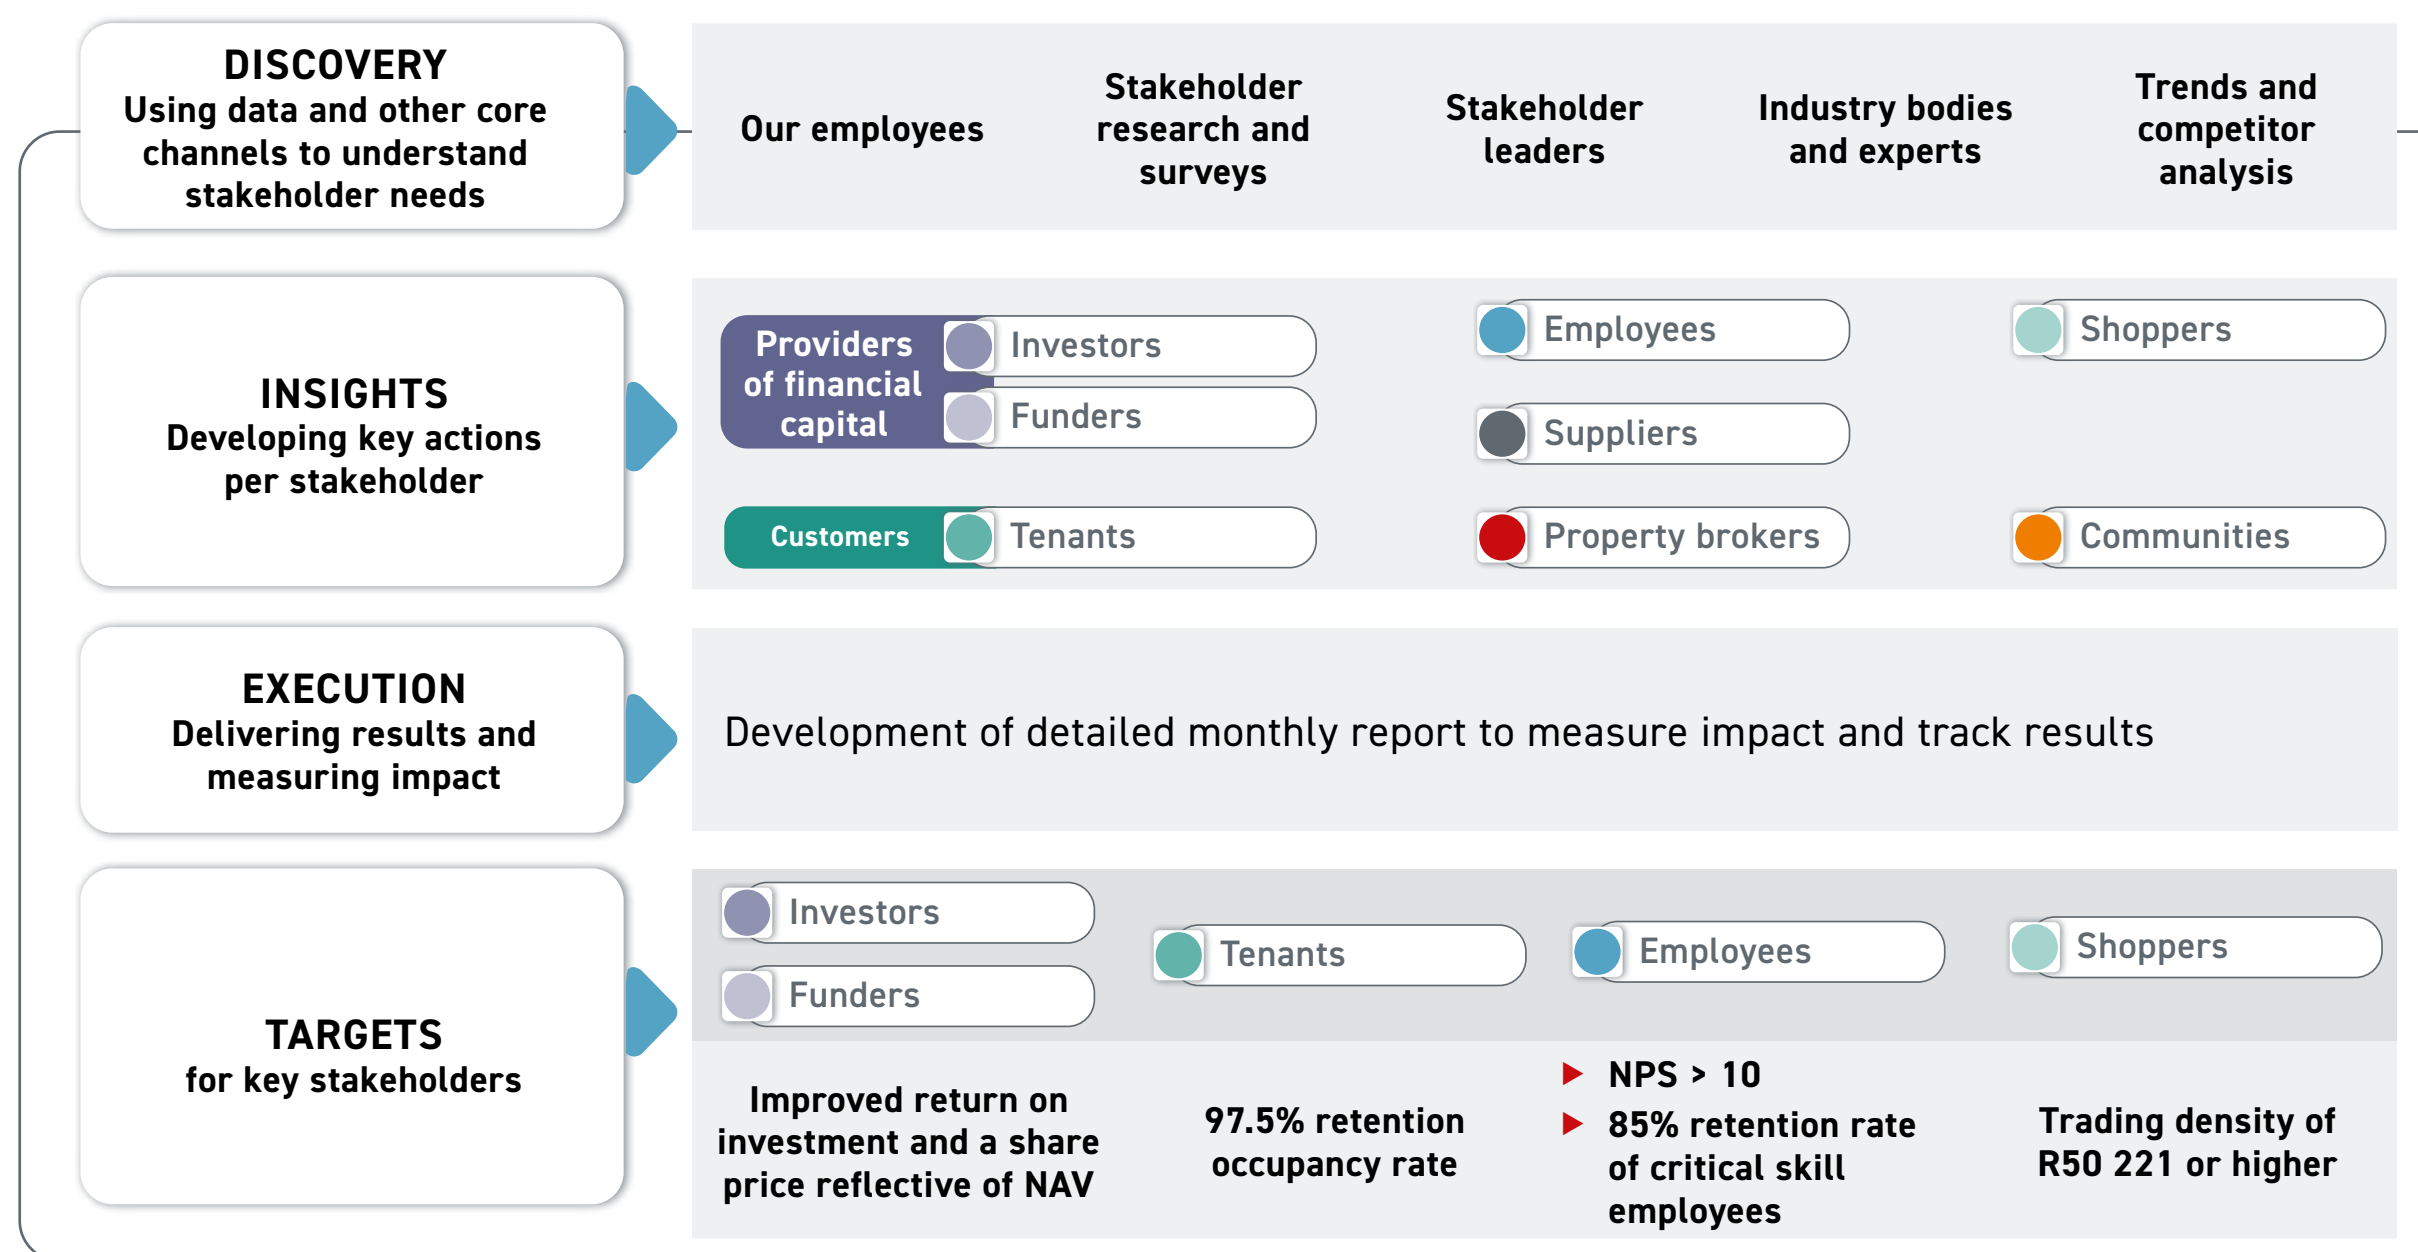 DISCOVERY
Using data and other core
channels to understand
stakeholder needs
Our employees
Stakeholder
research and
surveys
Stakeholder
leaders
Industry bodies
and experts
Trends and
competitor
analysis
INSIGHTS
Developing key actions
per stakeholder
Providers
of financial
capital
Investors
Funders
Customers
Tenants
Employees
Suppliers
Property brokers
Shoppers
Communities
EXECUTION
Delivering results and
measuring impact
Development of detailed monthly report to measure impact and track results
TARGETS
for key stakeholders
Investors
Funders
Improved return on
investment and a share
price reflective of NAV
Tenants
97.5% retention
occupancy rate
Employees
NPS > 10
85% retention rate
of critical skill
employees
Shoppers
Trading density of
R50 221 or higher